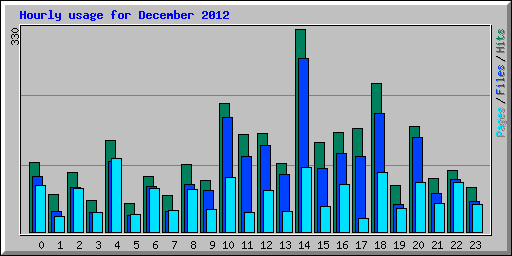 Hourly usage for December 2012
330
Pages/Files/Hits
0 1 2 3 4 5 6 7 8 9 10 11 12 13 14 15 16 17 18 19 20 21 22 23